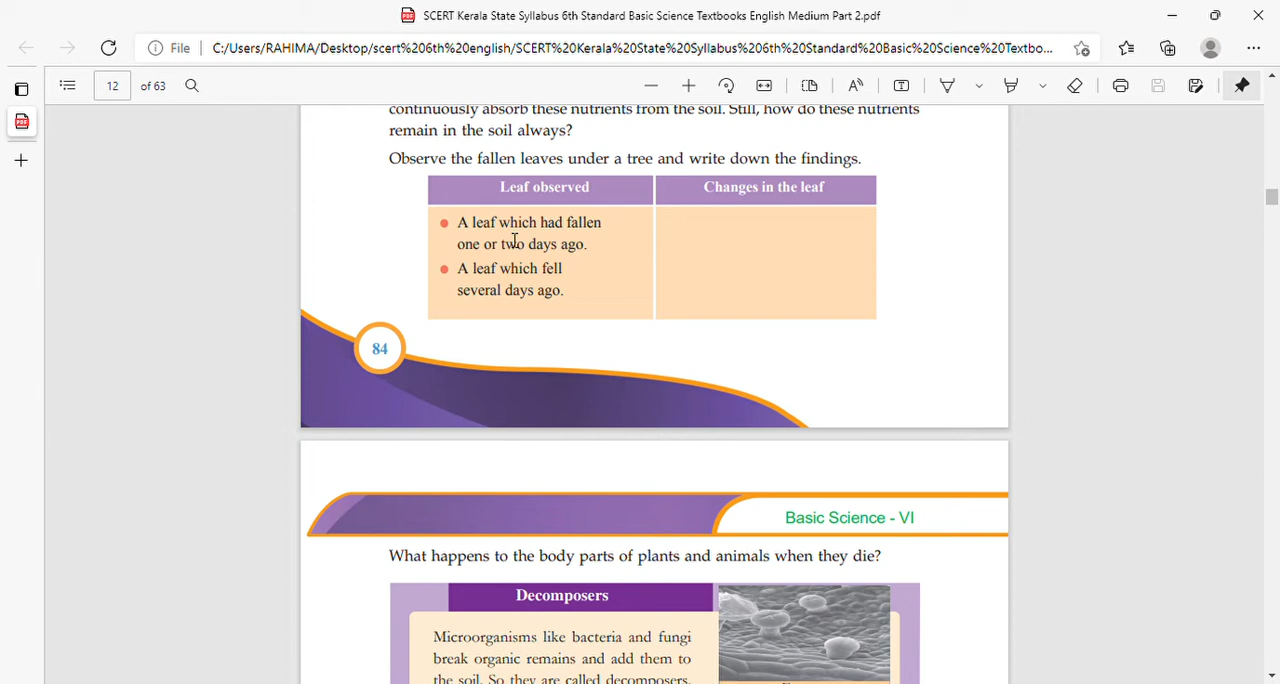 SCERT Kerala State Syllabus 6th Standard Basic Science Textbooks English Medium Part 2.pdf
File C:/Users/RAHIMA/Desktop/scert%206th%20english/SCERT%20Kerala%20State%20Syllabus%206th%20Standard%20Basic%20Science%20Textbo...
12 of 63
continuously absorb these nutrients from the soil. Still, how do these nutrients
remain in the soil always?
Observe the fallen leaves under a tree and write down the findings.
Leaf observed Changes in the leaf
A leaf which had fallen
one or two days ago.
A leaf which fell
several days ago.
84
Basic Science - VI
What happens to the body parts of plants and animals when they die?
Decomposers
Microorganisms like bacteria and fungi
break organic remains and add them to
the soil. So they are called decomposers.